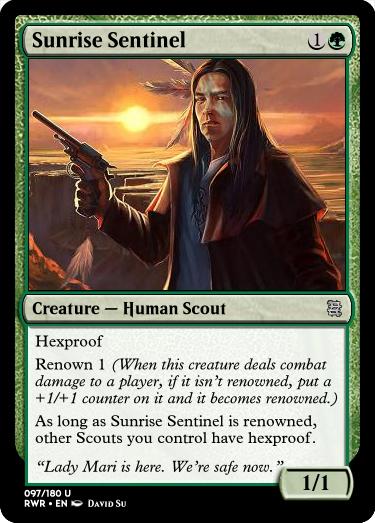 Sunrise Sentinel 1
Creature — Human Scout
Hexproof
Renown 1 (When this creature deals combat
damage to a player, if it isn't renowned, put a
+1/+1 counter on it and it becomes renowned.)
As long as Sunrise Sentinel is renowned,
other Scouts you control have hexproof.
“Lady Mari is here. We're safe now.”
1/1
097/180 U
RWR • EN David Su